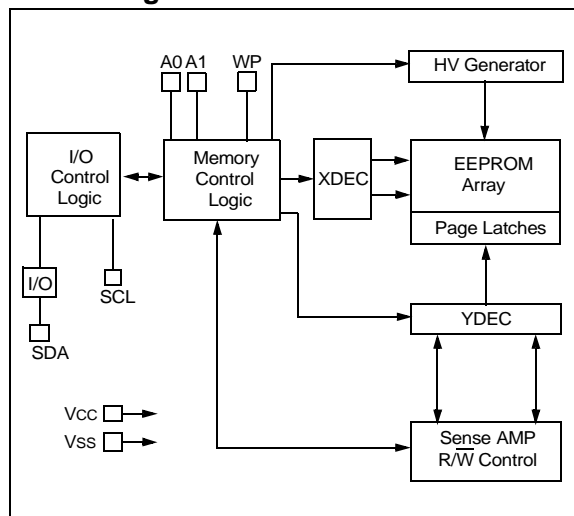 A0 A1
WP
HV Generator
I/O
Control
Logic
Memory
Control
Logic
XDEC
EEPROM
Array
Page Latches
I/O
SCL
SDA
YDEC
VCC
VSS
Sense AMP
R/W̅ Control